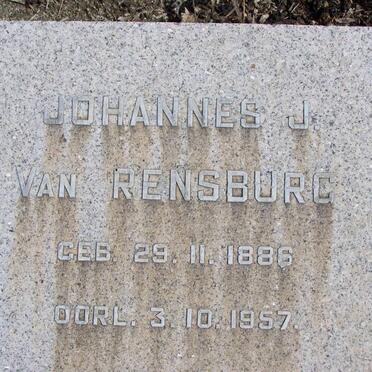 JOHANNES J.
VAN RENSBURG
GEB. 29. 11. 1886
OORL. 3. 10. 1957.